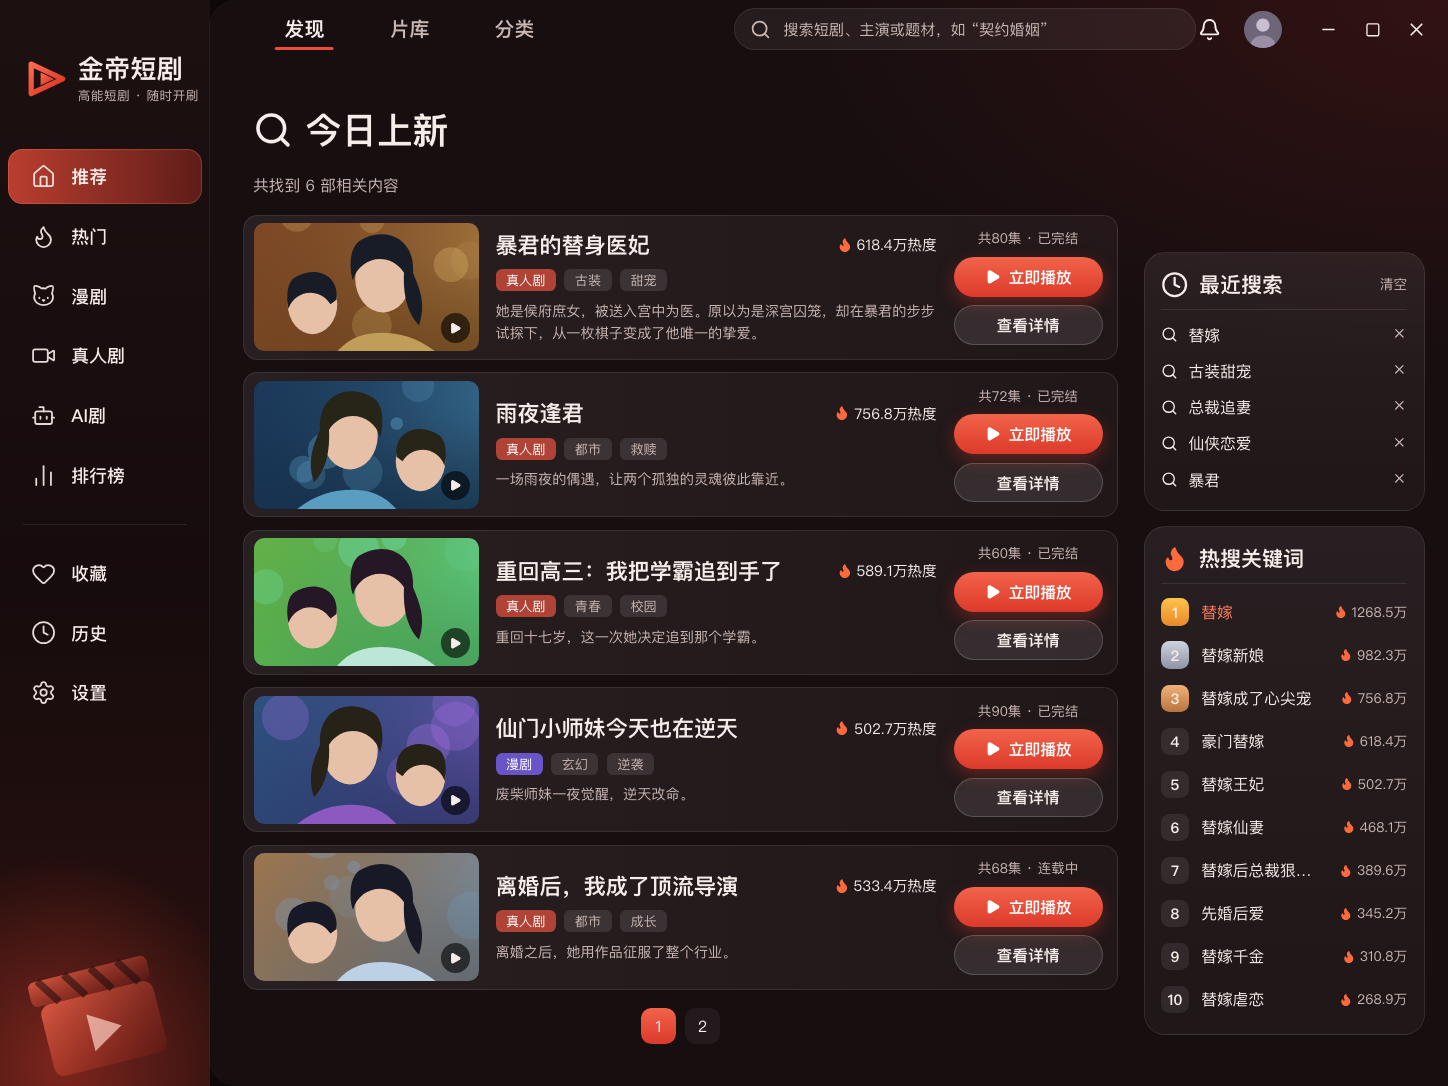 金帝短剧
高能短剧 · 随时开刷
推荐
热门
漫剧
真人剧
AI剧
排行榜
收藏
历史
设置
发现 片库 分类
搜索短剧、主演或题材，如 “契约婚姻”
今日上新
共找到 6 部相关内容
暴君的替身医妃
618.4万热度
真人剧 古装 甜宠
她是侯府庶女，被送入宫中为医。原以为是深宫囚笼，却在暴君的步步
试探下，从一枚棋子变成了他唯一的挚爱。
共80集 · 已完结
立即播放
查看详情
雨夜逢君
756.8万热度
真人剧 都市 救赎
一场雨夜的偶遇，让两个孤独的灵魂彼此靠近。
共72集 · 已完结
立即播放
查看详情
重回高三：我把学霸追到手了
589.1万热度
真人剧 青春 校园
重回十七岁，这一次她决定追到那个学霸。
共60集 · 已完结
立即播放
查看详情
仙门小师妹今天也在逆天
502.7万热度
漫剧 玄幻 逆袭
废柴师妹一夜觉醒，逆天改命。
共90集 · 已完结
立即播放
查看详情
离婚后，我成了顶流导演
533.4万热度
真人剧 都市 成长
离婚之后，她用作品征服了整个行业。
共68集 · 连载中
立即播放
查看详情
1 2
最近搜索 清空
替嫁
古装甜宠
总裁追妻
仙侠恋爱
暴君
热搜关键词
1 替嫁 1268.5万
2 替嫁新娘 982.3万
3 替嫁成了心尖宠 756.8万
4 豪门替嫁 618.4万
5 替嫁王妃 502.7万
6 替嫁仙妻 468.1万
7 替嫁后总裁狠... 389.6万
8 先婚后爱 345.2万
9 替嫁千金 310.8万
10 替嫁虐恋 268.9万